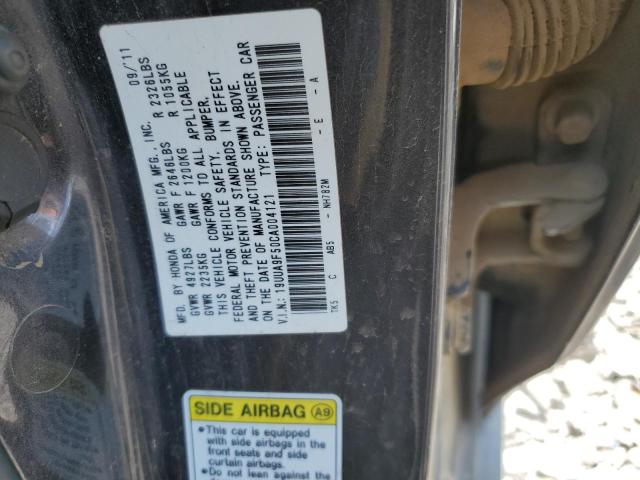 MFD. BY HONDA OF AMERICA MFG., INC. 09/'11
GVWR 4927LBS GAWR F 2646LBS R 2326LBS
GVWR 2235KG GAWR F 1200KG R 1055KG
THIS VEHICLE CONFORMS TO ALL APPLICABLE
FEDERAL MOTOR VEHICLE SAFETY, BUMPER,
AND THEFT PREVENTION STANDARDS IN EFFECT
ON THE DATE OF MANUFACTURE SHOWN ABOVE.
V.I.N.: 19UUA9F50CA004121 TYPE: PASSENGER CAR
TK5 C AB5 - NH782M - E - A
SIDE AIRBAG A9
• This car is equipped
with side airbags in the
front seats and side
curtain airbags.
• Do not lean against the